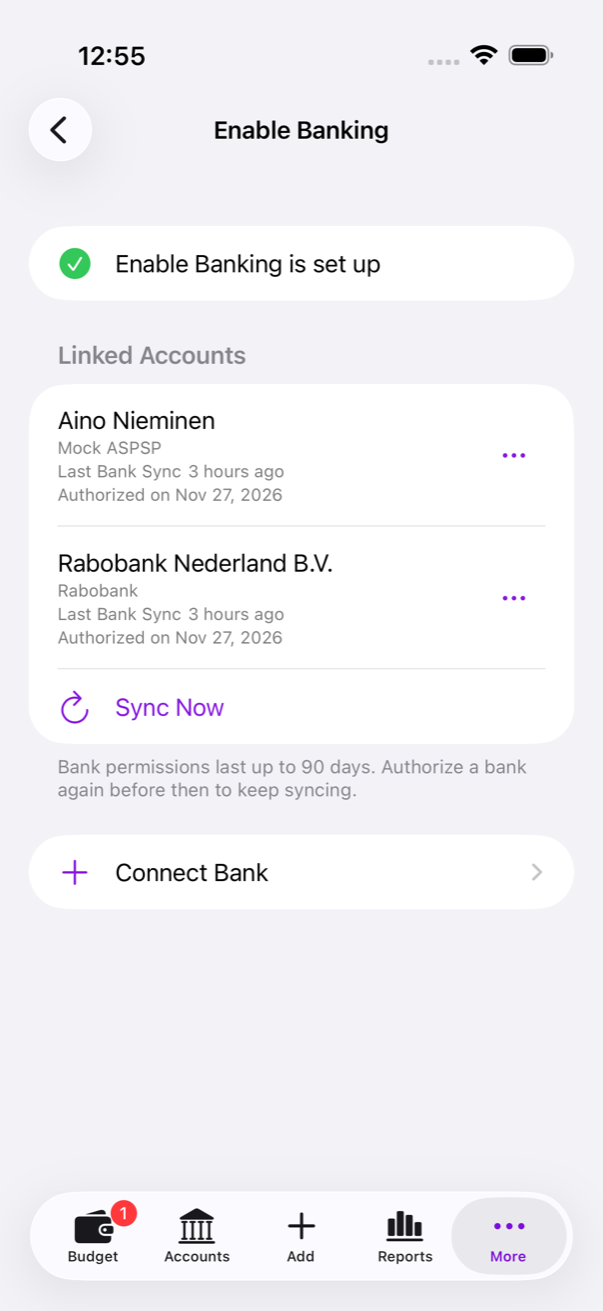 12:55
Enable Banking
Enable Banking is set up
Linked Accounts
Aino Nieminen
Mock ASPSP
Last Bank Sync 3 hours ago
Authorized on Nov 27, 2026
Rabobank Nederland B.V.
Rabobank
Last Bank Sync 3 hours ago
Authorized on Nov 27, 2026
Sync Now
Bank permissions last up to 90 days. Authorize a bank
again before then to keep syncing.
Connect Bank
1
Budget
Accounts
Add
Reports
More